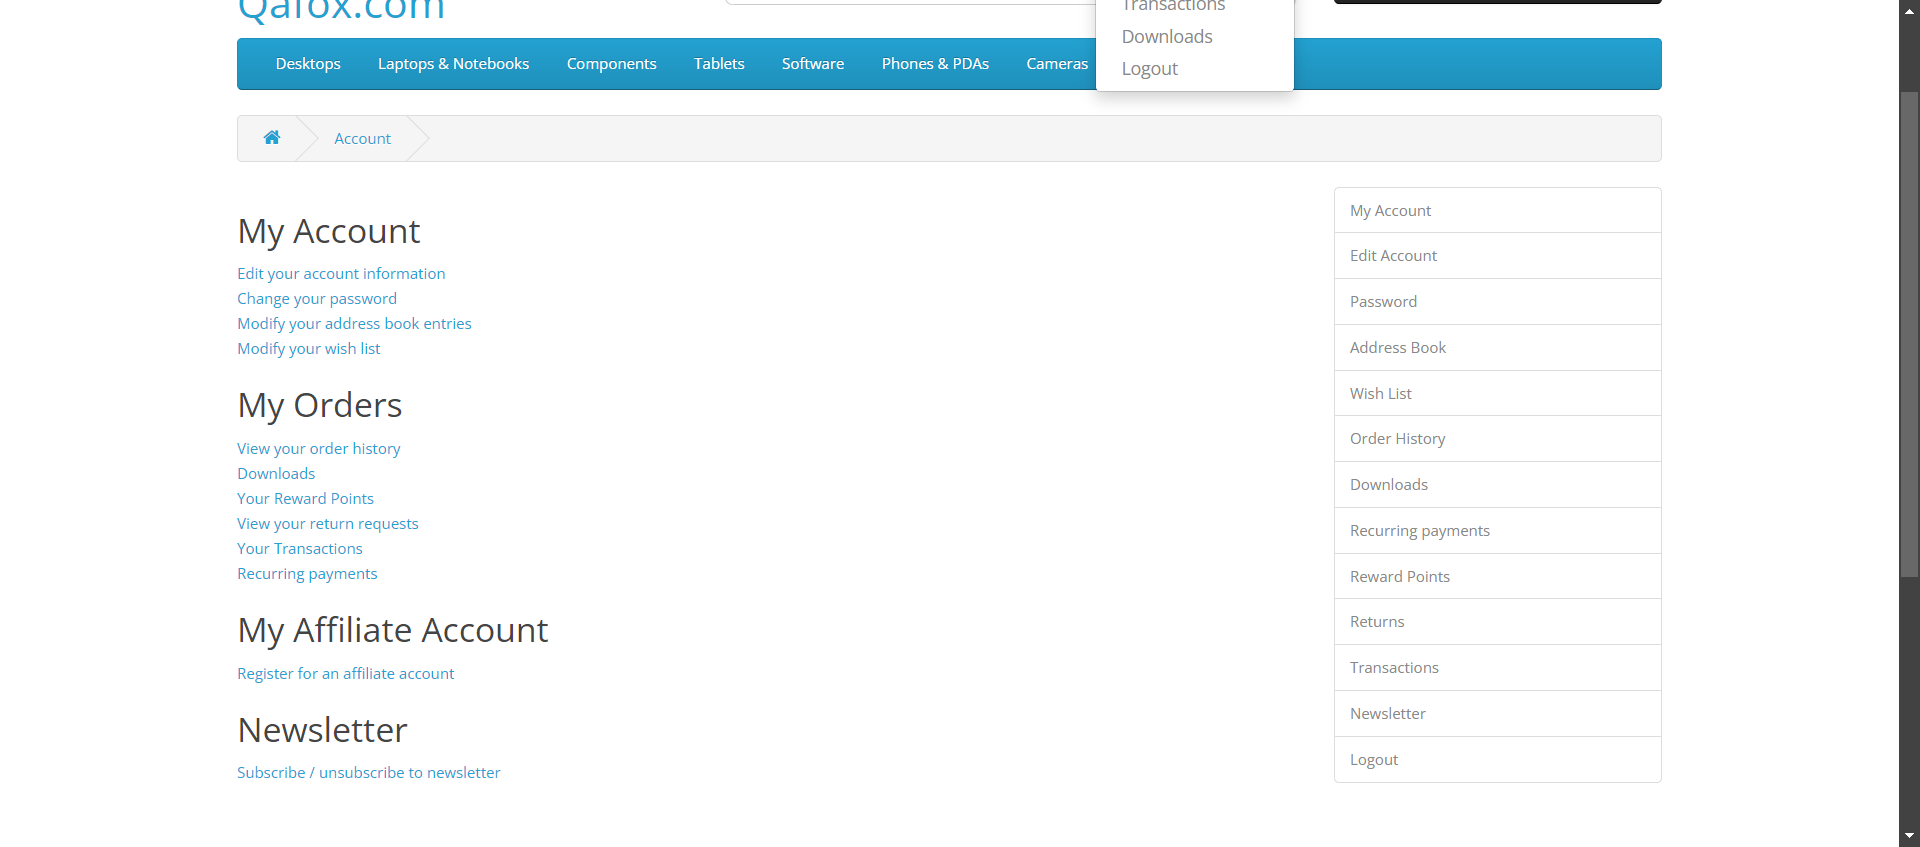 Qafox.com
Transactions
Downloads
Logout
Desktops Laptops & Notebooks Components Tablets Software Phones & PDAs Cameras
Account
My Account
Edit your account information
Change your password
Modify your address book entries
Modify your wish list
My Orders
View your order history
Downloads
Your Reward Points
View your return requests
Your Transactions
Recurring payments
My Affiliate Account
Register for an affiliate account
Newsletter
Subscribe / unsubscribe to newsletter
My Account
Edit Account
Password
Address Book
Wish List
Order History
Downloads
Recurring payments
Reward Points
Returns
Transactions
Newsletter
Logout